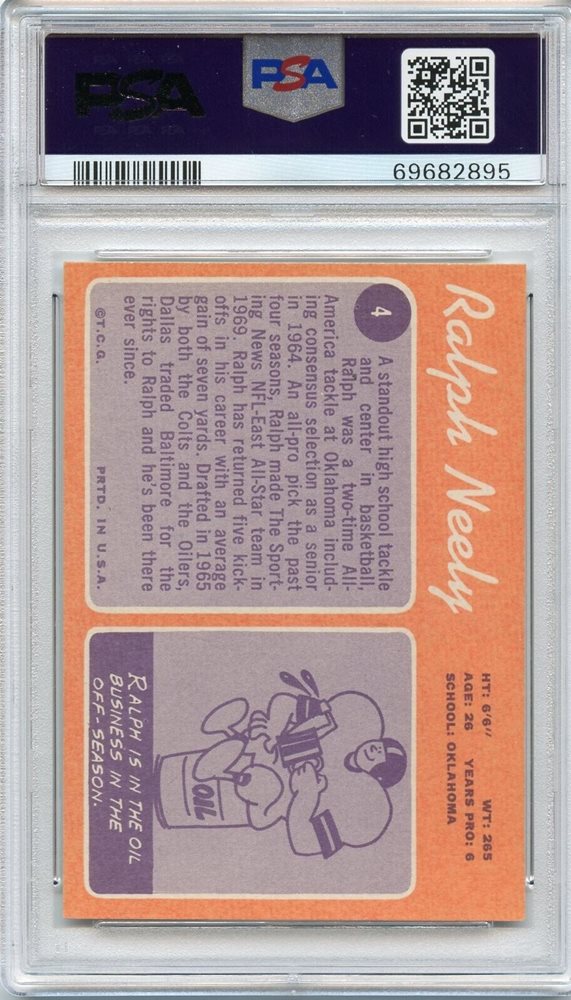 PSA
PSA
69682895
Ralph Neely
HT: 6'6" WT: 265
AGE: 26 YEARS PRO: 6
SCHOOL: OKLAHOMA
4
A standout high school tackle
and center in basketball,
Ralph was a two-time All-
America tackle at Oklahoma includ-
ing consensus selection as a senior
in 1964. An all-pro pick the past
four seasons, Ralph made The Sport-
ing News NFL-East All-Star team in
1969. Ralph has returned five kick-
offs in his career with an average
gain of seven yards. Drafted in 1965
by both the Colts and the Oilers,
Dallas traded Baltimore for the
rights to Ralph and he's been there
ever since.
©T.C.G. PRTD. IN U.S.A.
OIL
RALPH IS IN THE OIL
BUSINESS IN THE
OFF-SEASON.